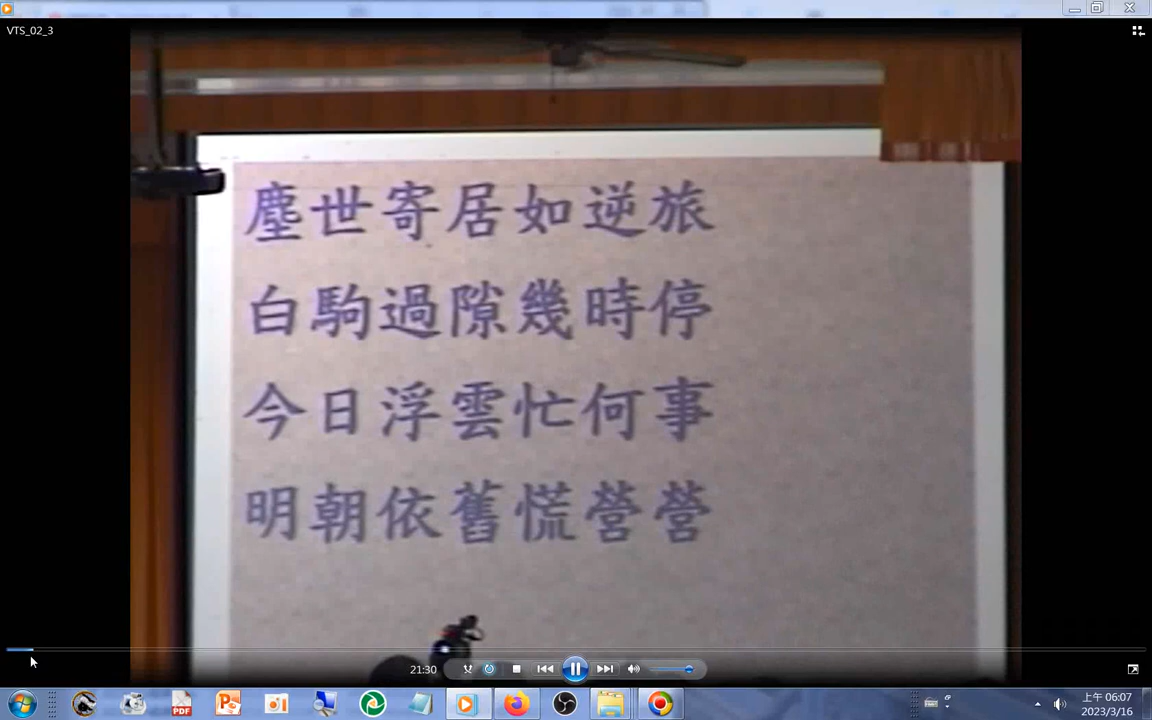 VTS_02_3
塵世寄居如逆旅
白駒過隙幾時停
今日浮雲忙何事
明朝依舊慌營營
21:30
PDF
上午 06:07
2023/3/16